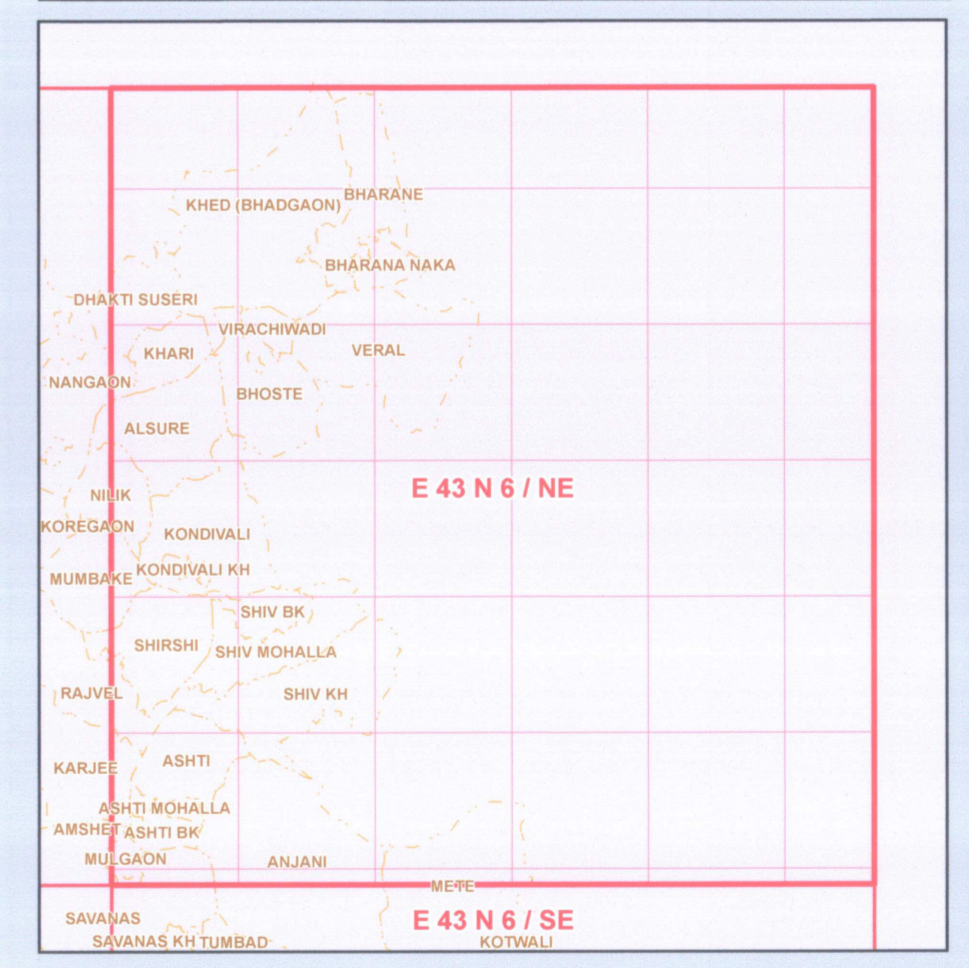 BHARANE
KHED (BHADGAON)
BHARANA NAKA
DHAKTI SUSERI
VIRACHIWADI
KHARI
VERAL
NANGAON
BHOSTE
ALSURE
E 43 N 6 / NE
NILIK
KOREGAON
KONDIVALI
KONDIVALI KH
MUMBAKE
SHIV BK
SHIRSHI
SHIV MOHALLA
RAJVEL
SHIV KH
ASHTI
KARJEE
ASHTI MOHALLA
AMSHET
ASHTI BK
MULGAON
ANJANI
METE
SAVANAS
E 43 N 6 / SE
SAVANAS KH
TUMBAD
KOTWALI